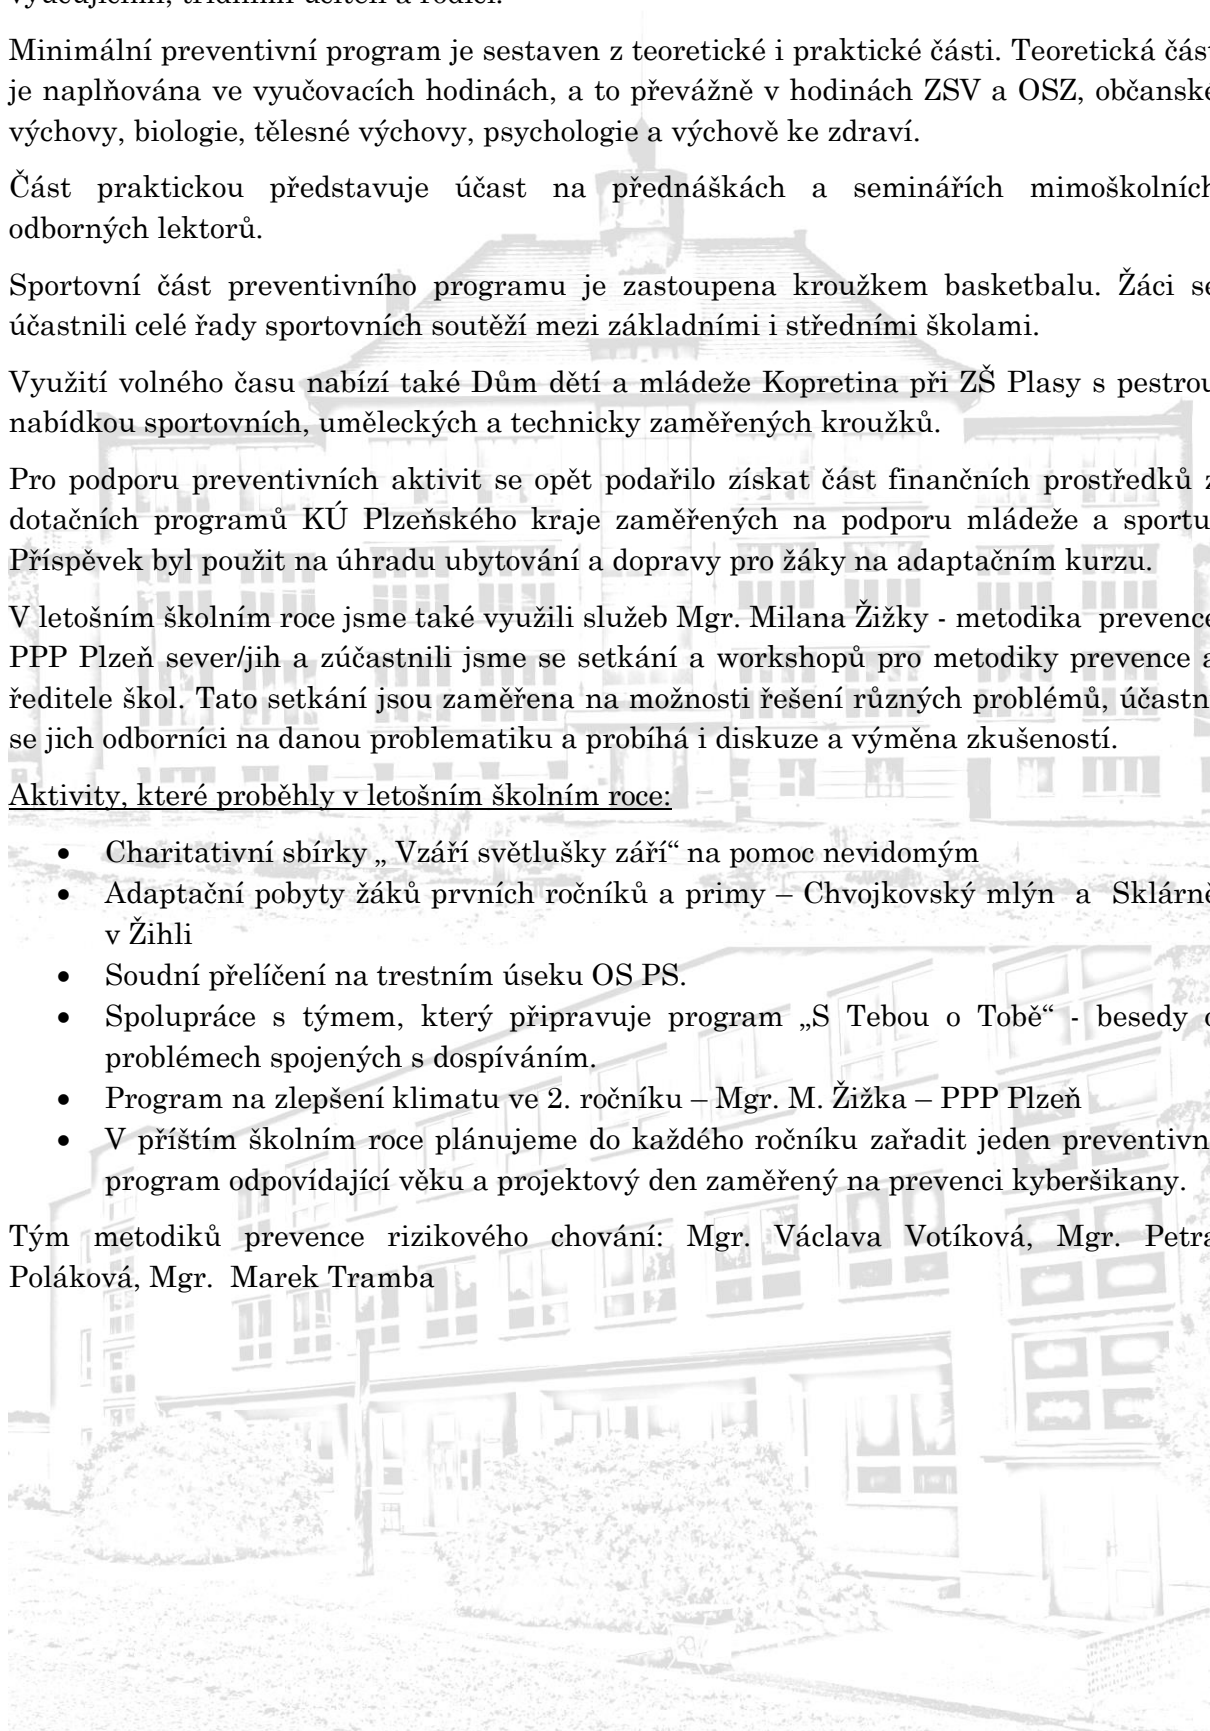 vyučujícími, třídními učiteli a rodiči.
Minimální preventivní program je sestaven z teoretické i praktické části. Teoretická část
je naplňována ve vyučovacích hodinách, a to převážně v hodinách ZSV a OSZ, občanské
výchovy, biologie, tělesné výchovy, psychologie a výchově ke zdraví.
Část praktickou představuje účast na přednáškách a seminářích mimoškolních
odborných lektorů.
Sportovní část preventivního programu je zastoupena kroužkem basketbalu. Žáci se
účastnili celé řady sportovních soutěží mezi základními i středními školami.
Využití volného času nabízí také Dům dětí a mládeže Kopretina při ZŠ Plasy s pestrou
nabídkou sportovních, uměleckých a technicky zaměřených kroužků.
Pro podporu preventivních aktivit se opět podařilo získat část finančních prostředků z
dotačních programů KÚ Plzeňského kraje zaměřených na podporu mládeže a sportu.
Příspěvek byl použit na úhradu ubytování a dopravy pro žáky na adaptačním kurzu.
V letošním školním roce jsme také využili služeb Mgr. Milana Žižky - metodika prevence
PPP Plzeň sever/jih a zúčastnili jsme se setkání a workshopů pro metodiky prevence a
ředitele škol. Tato setkání jsou zaměřena na možnosti řešení různých problémů, účastní
se jich odborníci na danou problematiku a probíhá i diskuze a výměna zkušeností.
Aktivity, které proběhly v letošním školním roce:
• Charitativní sbírky „ Vzáří světlušky září“ na pomoc nevidomým
• Adaptační pobyty žáků prvních ročníků a primy – Chvojkovský mlýn a Sklárně
v Žihli
• Soudní přelíčení na trestním úseku OS PS.
• Spolupráce s týmem, který připravuje program „S Tebou o Tobě“ - besedy o
problémech spojených s dospíváním.
• Program na zlepšení klimatu ve 2. ročníku – Mgr. M. Žižka – PPP Plzeň
• V příštím školním roce plánujeme do každého ročníku zařadit jeden preventivní
program odpovídající věku a projektový den zaměřený na prevenci kyberšikany.
Tým metodiků prevence rizikového chování: Mgr. Václava Votíková, Mgr. Petra
Poláková, Mgr. Marek Tramba